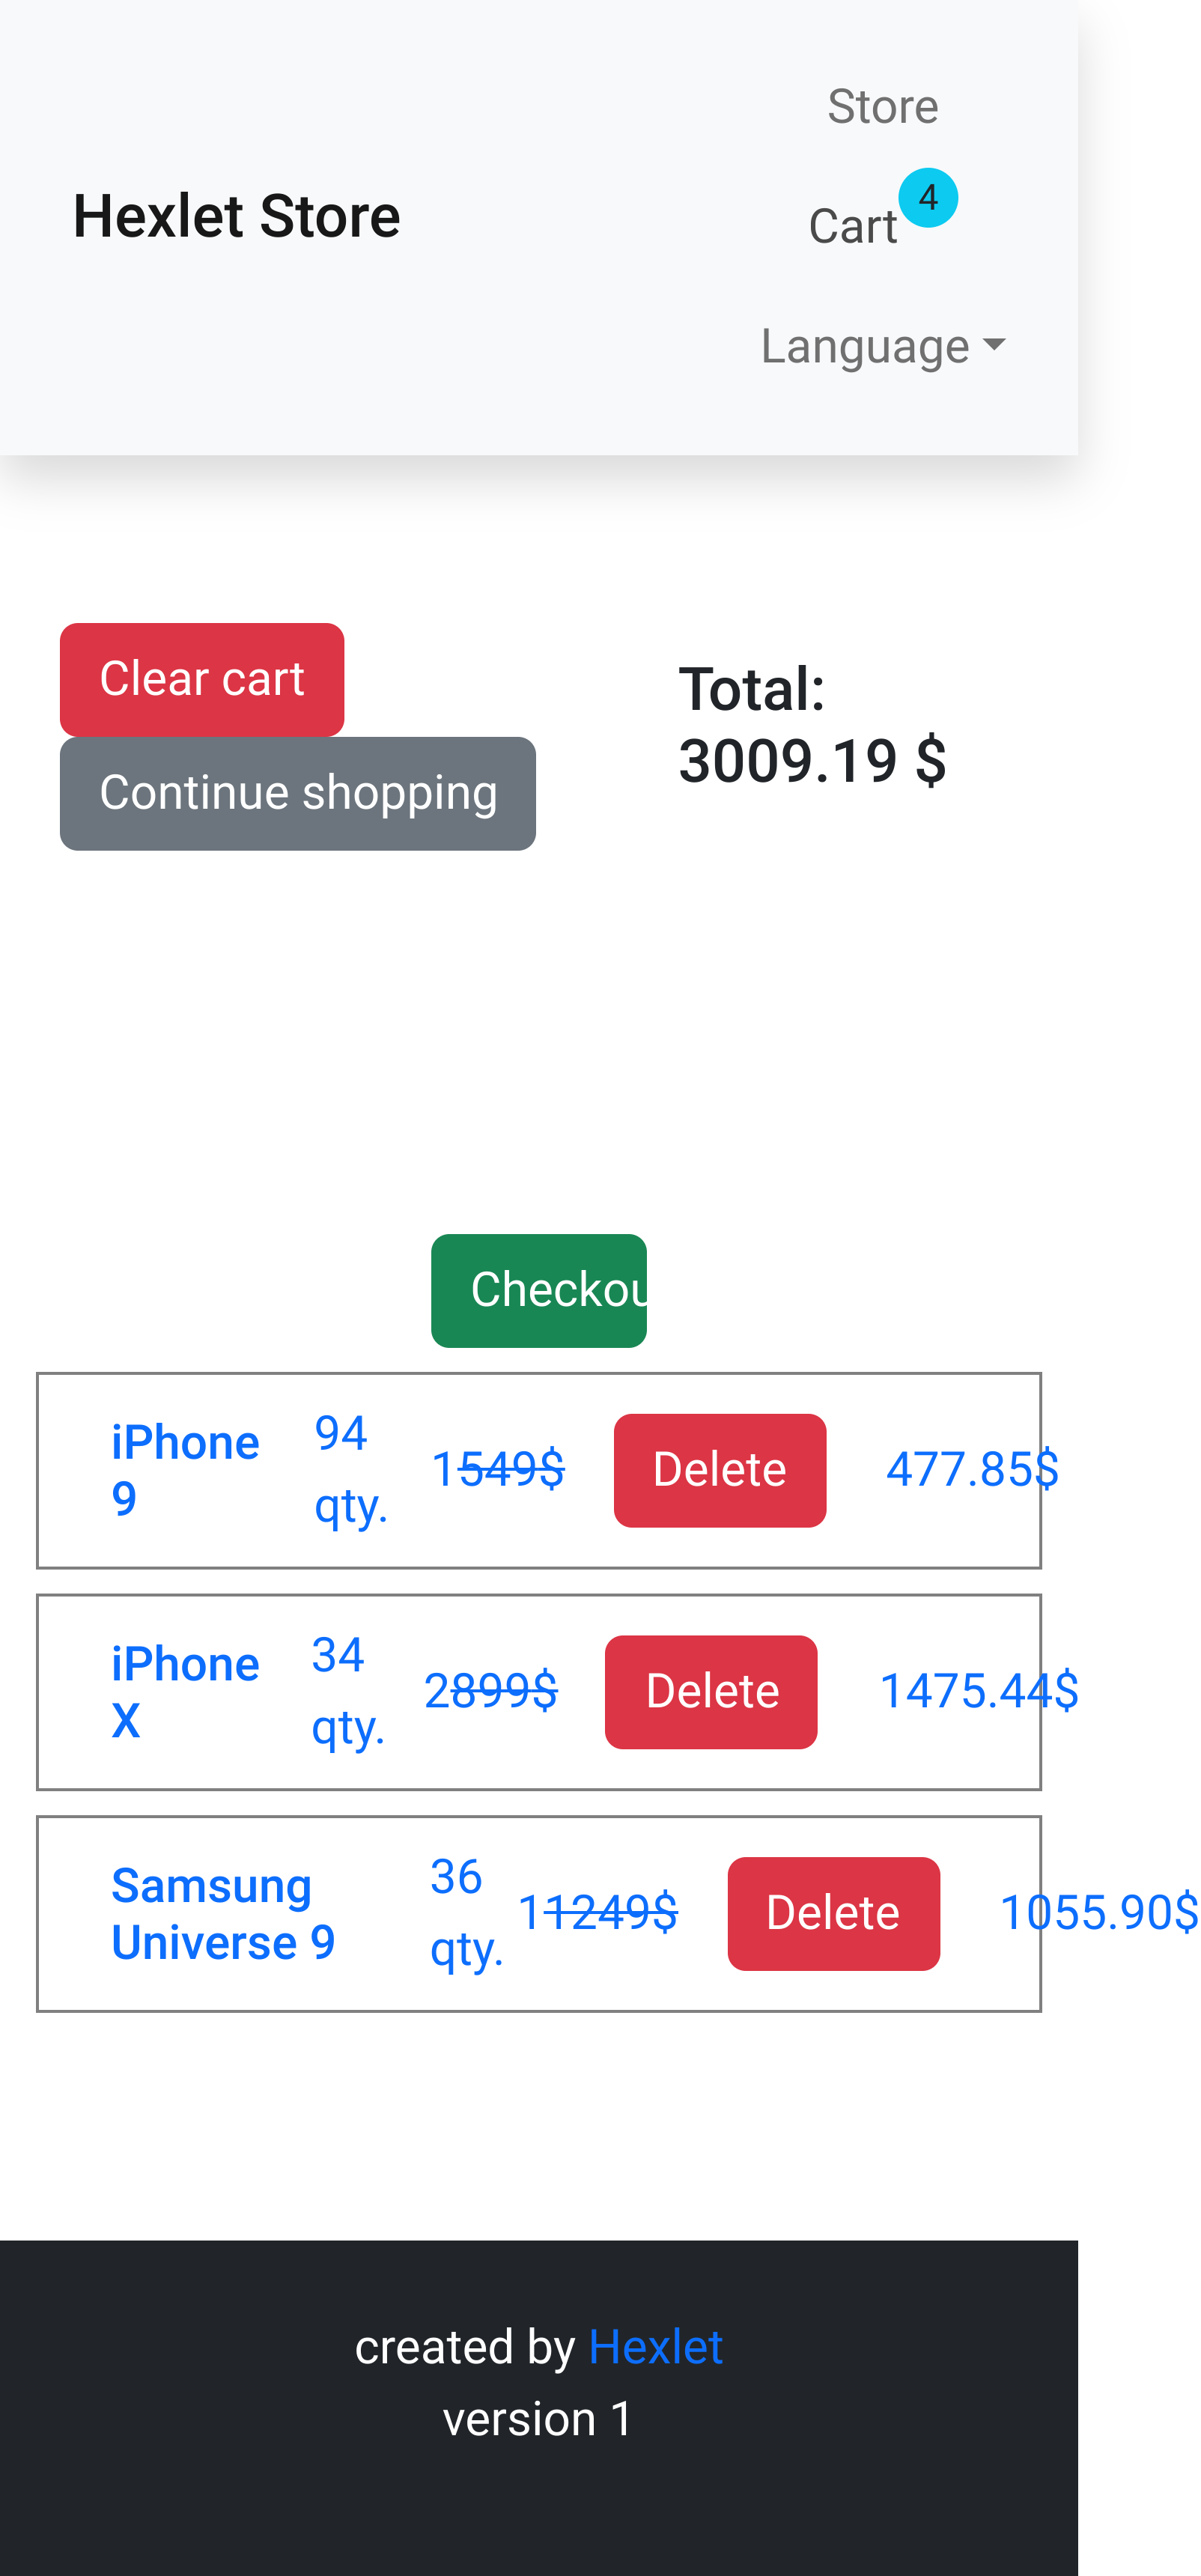 Store
Hexlet Store
Cart 4
Language
Clear cart
Continue shopping
Total:
3009.19 $
Checkou
iPhone
9
94
qty.
1549$
Delete
477.85$
iPhone
X
34
qty.
2899$
Delete
1475.44$
Samsung
Universe 9
36
qty.
11249$
Delete
1055.90$
created by Hexlet
version 1